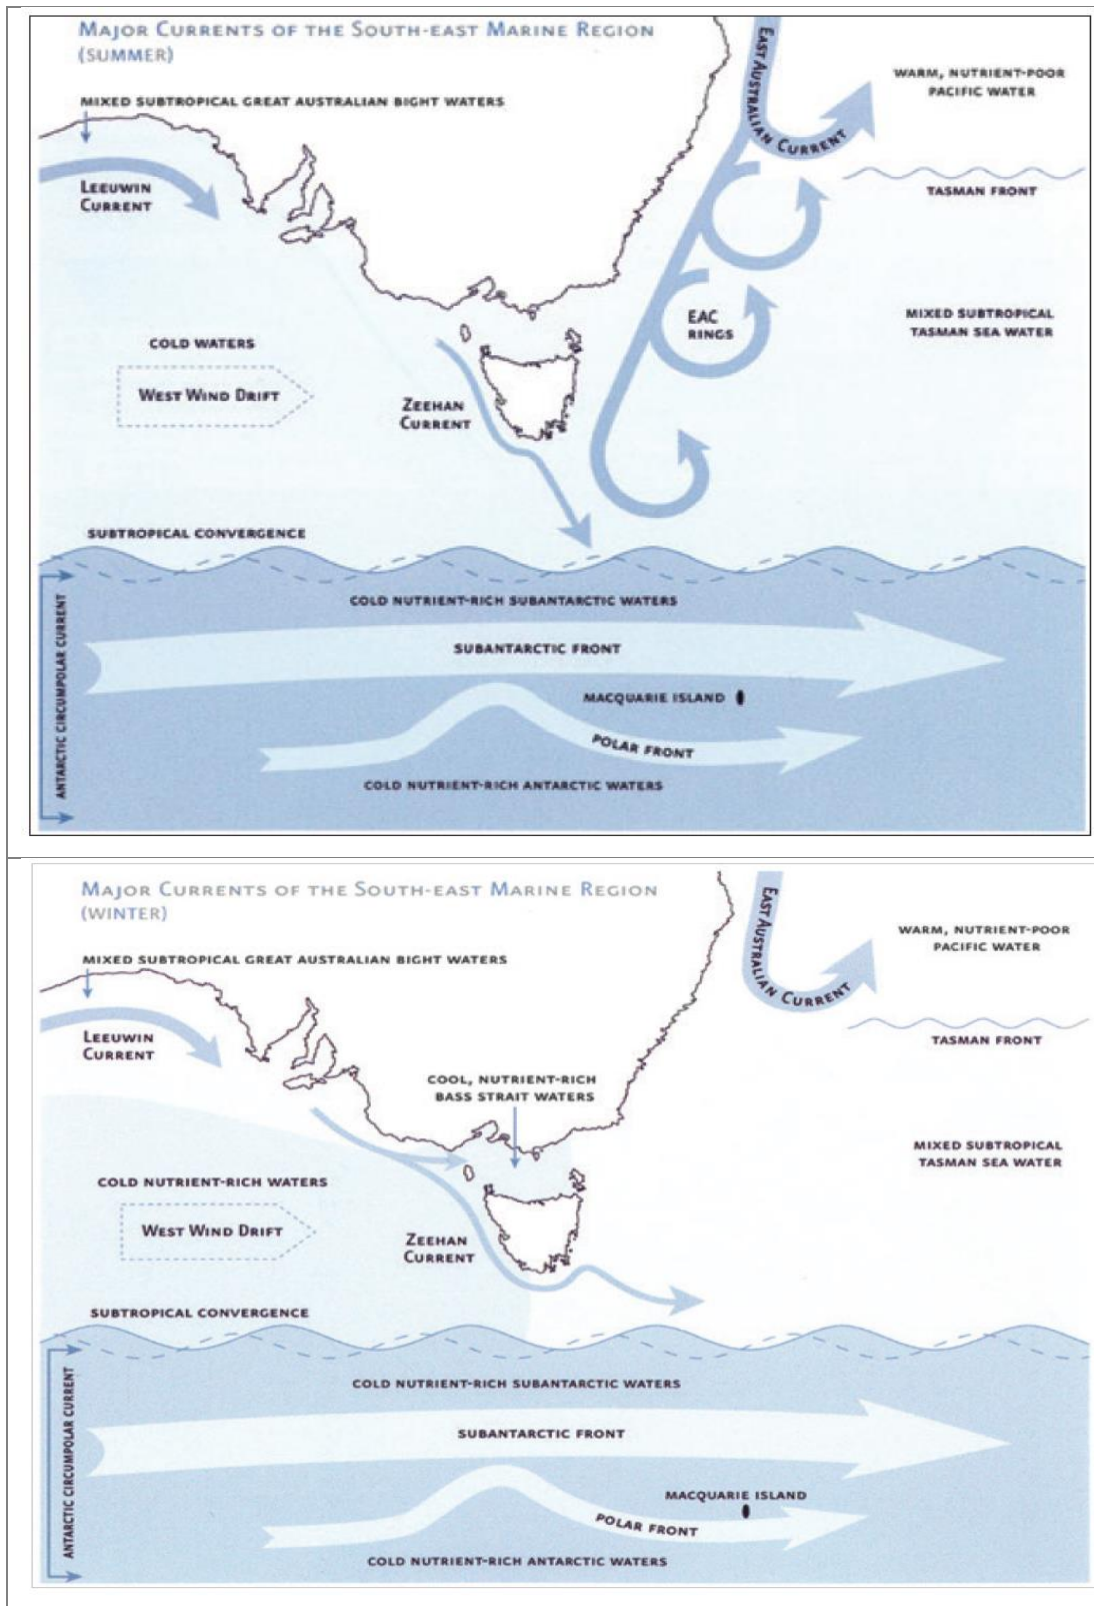 MAJOR CURRENTS OF THE SOUTH-EAST MARINE REGION
(SUMMER)
MIXED SUBTROPICAL GREAT AUSTRALIAN BIGHT WATERS
LEEUWIN
CURRENT
EAST AUSTRALIAN CURRENT
WARM, NUTRIENT-POOR
PACIFIC WATER
TASMAN FRONT
EAC
RINGS
MIXED SUBTROPICAL
TASMAN SEA WATER
COLD WATERS
WEST WIND DRIFT
ZEEHAN
CURRENT
SUBTROPICAL CONVERGENCE
ANTARCTIC CIRCUMPOLAR CURRENT
COLD NUTRIENT-RICH SUBANTARCTIC WATERS
SUBANTARCTIC FRONT
MACQUARIE ISLAND
POLAR FRONT
COLD NUTRIENT-RICH ANTARCTIC WATERS
MAJOR CURRENTS OF THE SOUTH-EAST MARINE REGION
(WINTER)
MIXED SUBTROPICAL GREAT AUSTRALIAN BIGHT WATERS
LEEUWIN
CURRENT
EAST AUSTRALIAN CURRENT
WARM, NUTRIENT-POOR
PACIFIC WATER
TASMAN FRONT
COOL, NUTRIENT-RICH
BASS STRAIT WATERS
MIXED SUBTROPICAL
TASMAN SEA WATER
COLD NUTRIENT-RICH WATERS
WEST WIND DRIFT
ZEEHAN
CURRENT
SUBTROPICAL CONVERGENCE
ANTARCTIC CIRCUMPOLAR CURRENT
COLD NUTRIENT-RICH SUBANTARCTIC WATERS
SUBANTARCTIC FRONT
MACQUARIE ISLAND
POLAR FRONT
COLD NUTRIENT-RICH ANTARCTIC WATERS